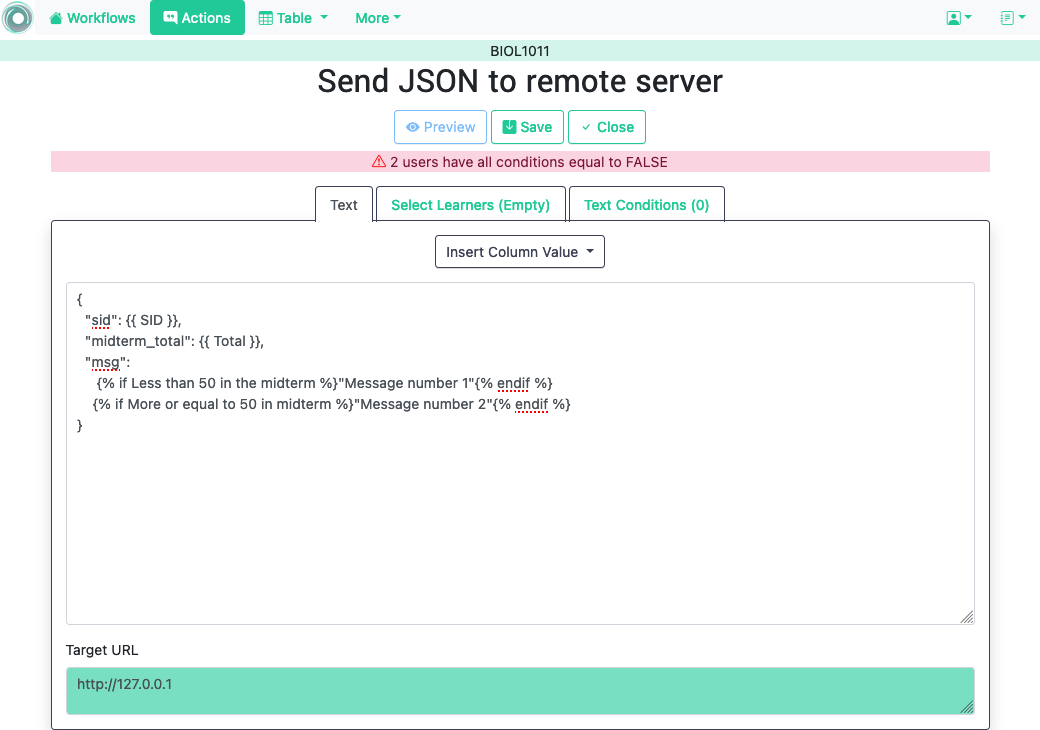 Workflows Actions Table More
BIOL1011
Send JSON to remote server
Preview Save Close
2 users have all conditions equal to FALSE
Text Select Learners (Empty) Text Conditions (0)
Insert Column Value
{
"sid": {{ SID }},
"midterm_total": {{ Total }},
"msg":
{% if Less than 50 in the midterm %}"Message number 1"{% endif %}
{% if More or equal to 50 in midterm %}"Message number 2"{% endif %}
}
Target URL
http://127.0.0.1